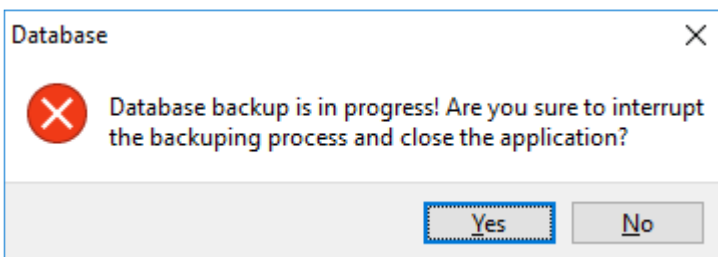 Database
Database backup is in progress! Are you sure to interrupt
the backuping process and close the application?
Yes No